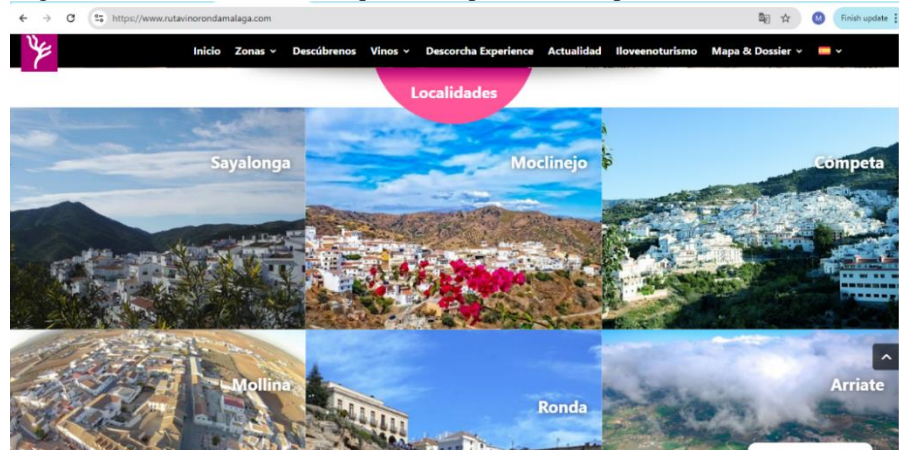 https://www.rutavinorondamalaga.com
M
Finish update
Inicio Zonas Descúbrenos Vinos Descorcha Experience Actualidad Iloveenoturismo Mapa & Dossier
Localidades
Sayalonga
Moclinejo
Cómpeta
Mollina
Ronda
Arriate